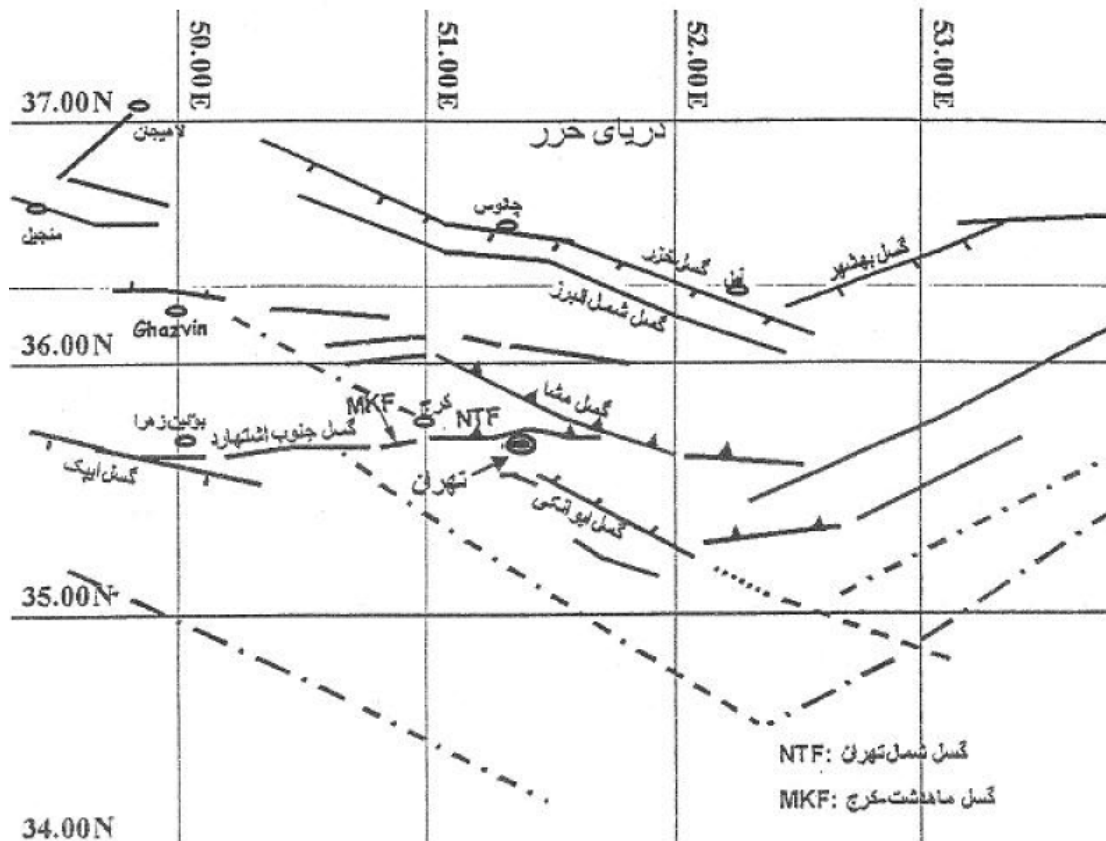 50.00E
51.00E
52.00E
53.00E
37.00N
لاهیجان
دریای خزر
منجیل
چالوس
گسل خزر
آمل
گسل بهشهر
گسل شمال البرز
Ghazvin
36.00N
گسل مشا
MKF
کرج
NTF
بوئین زهرا
گسل جنوب اشتهارد
گسل ایپک
تهران
گسل ایوانکی
35.00N
NTF: گسل شمال تهران
MKF: گسل ماهدشت-کرج
34.00N